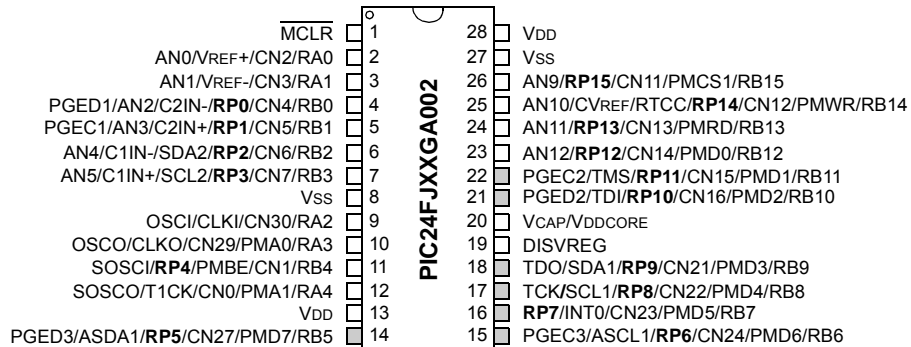 MCLR 1 28 VDD
AN0/VREF+/CN2/RA0 2 27 VSS
AN1/VREF-/CN3/RA1 3 26 AN9/RP15/CN11/PMCS1/RB15
PGED1/AN2/C2IN-/RP0/CN4/RB0 4 25 AN10/CVREF/RTCC/RP14/CN12/PMWR/RB14
PGEC1/AN3/C2IN+/RP1/CN5/RB1 5 24 AN11/RP13/CN13/PMRD/RB13
AN4/C1IN-/SDA2/RP2/CN6/RB2 6 23 AN12/RP12/CN14/PMD0/RB12
AN5/C1IN+/SCL2/RP3/CN7/RB3 7 22 PGEC2/TMS/RP11/CN15/PMD1/RB11
VSS 8 21 PGED2/TDI/RP10/CN16/PMD2/RB10
OSCI/CLKI/CN30/RA2 9 20 VCAP/VDDCORE
OSCO/CLKO/CN29/PMA0/RA3 10 19 DISVREG
SOSCI/RP4/PMBE/CN1/RB4 11 18 TDO/SDA1/RP9/CN21/PMD3/RB9
SOSCO/T1CK/CN0/PMA1/RA4 12 17 TCK/SCL1/RP8/CN22/PMD4/RB8
VDD 13 16 RP7/INT0/CN23/PMD5/RB7
PGED3/ASDA1/RP5/CN27/PMD7/RB5 14 15 PGEC3/ASCL1/RP6/CN24/PMD6/RB6
PIC24FJXXGA002